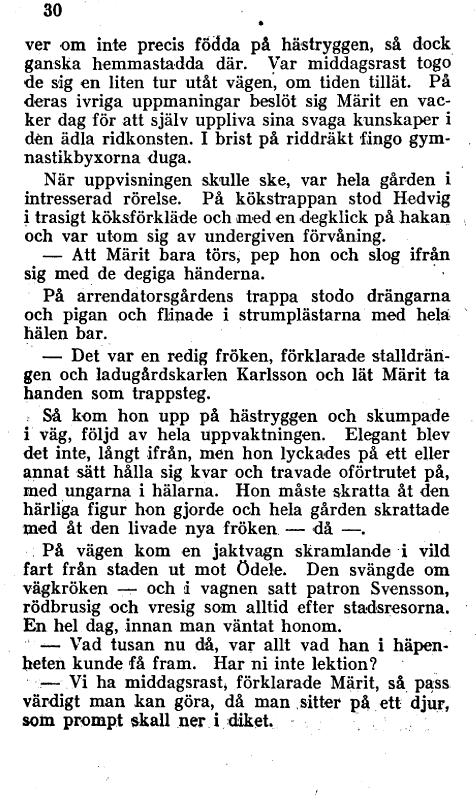 30
ver om inte precis födda på hästryggen, så dock
ganska hemmastadda där. Var middagsrast togo
de sig en liten tur utåt vägen, om tiden tillät. På
deras ivriga uppmaningar beslöt sig Märit en vac-
ker dag för att själv uppliva sina svaga kunskaper i
den ädla ridkonsten. I brist på riddräkt fingo gym-
nastikbyxorna duga.
När uppvisningen skulle ske, var hela gården i
intresserad rörelse. På kökstrappan stod Hedvig
i trasigt köksförkläde och med en degklick på hakan
och var utom sig av undergiven förvåning.
— Att Märit bara törs, pep hon och slog ifrån
sig med de degiga händerna.
På arrendatorsgårdens trappa stodo drängarna
och pigan och flinade i strumplästarna med hela
hälen bar.
— Det var en redig fröken, förklarade stalldrän-
gen och ladugårdskarlen Karlsson och lät Märit ta
handen som trappsteg.
Så kom hon upp på hästryggen och skumpade
i väg, följd av hela uppvaktningen. Elegant blev
det inte, långt ifrån, men hon lyckades på ett eller
annat sätt hålla sig kvar och travade oförtrutet på,
med ungarna i hälarna. Hon måste skratta åt den
härliga figur hon gjorde och hela gården skrattade
med åt den livade nya fröken — då —.
På vägen kom en jaktvagn skramlande i vild
fart från staden ut mot Ödele. Den svängde om
vägkröken — och i vagnen satt patron Svensson,
rödbrusig och vresig som alltid efter stadsresorna.
En hel dag, innan man väntat honom.
— Vad tusan nu då, var allt vad han i häpen-
heten kunde få fram. Har ni inte lektion?
— Vi ha middagsrast, förklarade Märit, så pass
värdigt man kan göra, då man sitter på ett djur,
som prompt skall ner i diket.